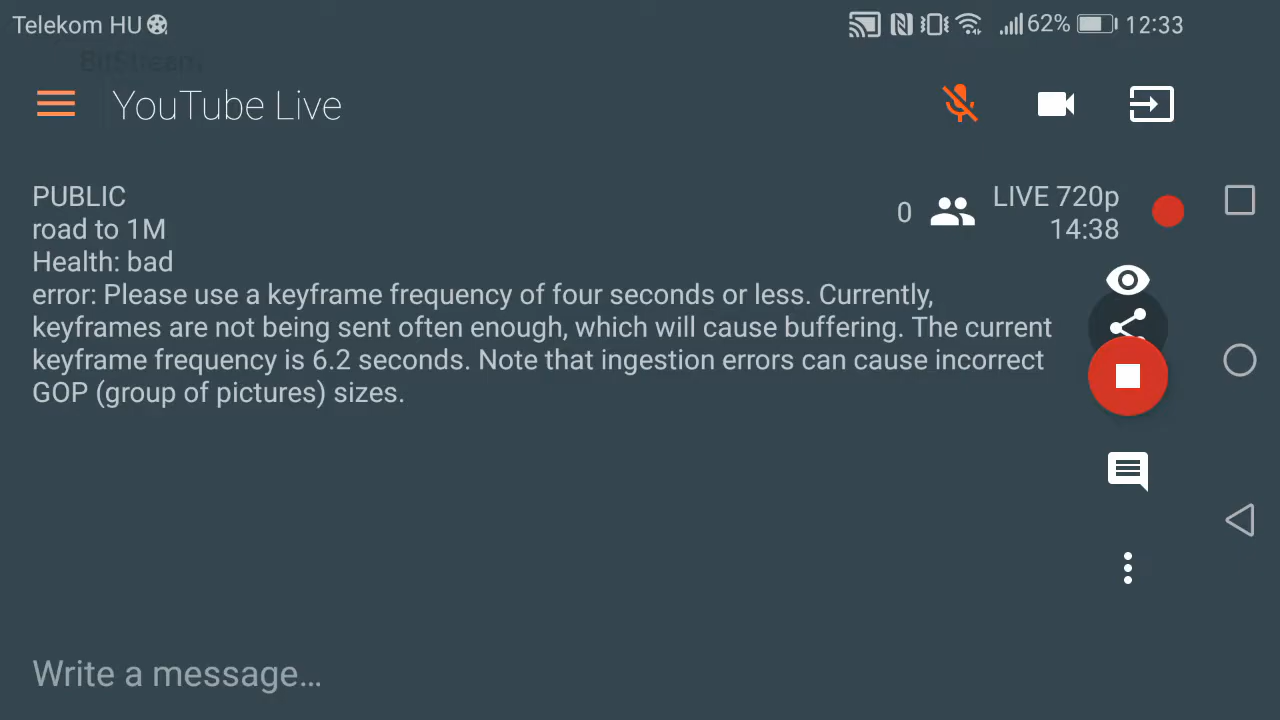 Telekom HU
62%
12:33
BitStream
YouTube Live
PUBLIC
road to 1M
Health: bad
error: Please use a keyframe frequency of four seconds or less. Currently,
keyframes are not being sent often enough, which will cause buffering. The current
keyframe frequency is 6.2 seconds. Note that ingestion errors can cause incorrect
GOP (group of pictures) sizes.
0
LIVE 720p
14:38
Write a message...